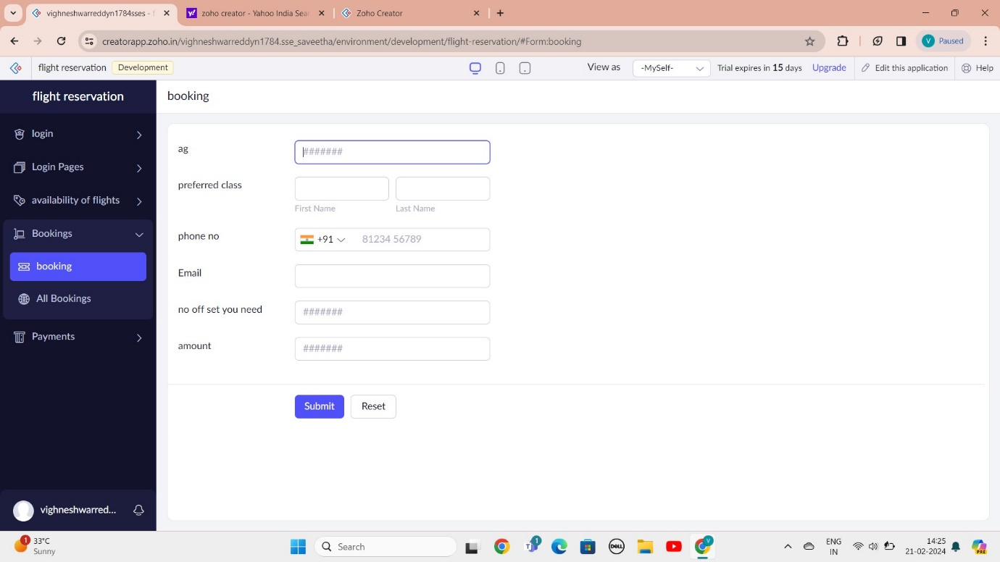 vighneshwarreddyn1784sses - f
zoho creator - Yahoo India Sear
Zoho Creator
creatorapp.zoho.in/vighneshwarreddyn1784.sse_saveetha/environment/development/flight-reservation/#Form:booking
V Paused
flight reservation Development
View as -MySelf- Trial expires in 15 days Upgrade Edit this application Help
flight reservation
login
Login Pages
availability of flights
Bookings
booking
All Bookings
Payments
vighneshwarred...
booking
ag #######
preferred class
First Name Last Name
phone no +91 81234 56789
Email
no off set you need #######
amount #######
Submit Reset
1 33°C
Sunny
Search
1
DELL
V
ENG
IN
14:25
21-02-2024
PRE